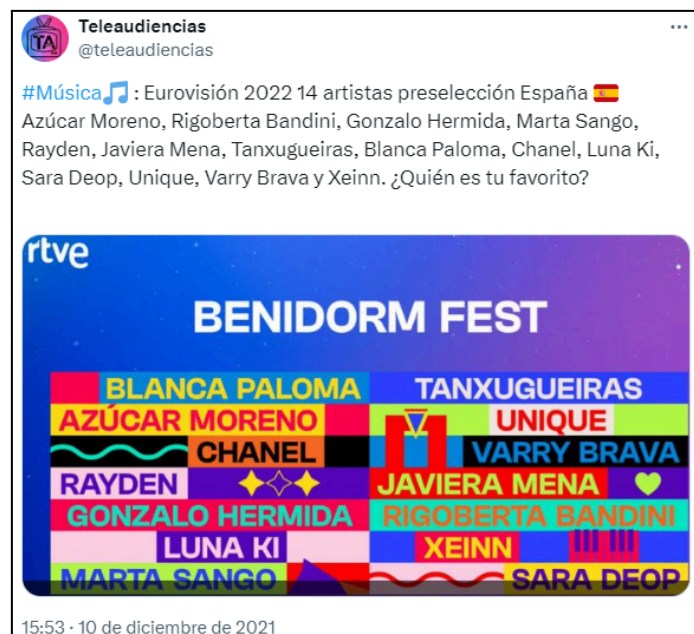 Teleaudiencias
@teleaudiencias
#Música🎵 : Eurovisión 2022 14 artistas preselección España 🇪🇸
Azúcar Moreno, Rigoberta Bandini, Gonzalo Hermida, Marta Sango,
Rayden, Javiera Mena, Tanxugueiras, Blanca Paloma, Chanel, Luna Ki,
Sara Deop, Unique, Varry Brava y Xeinn. ¿Quién es tu favorito?
rtve
BENIDORM FEST
BLANCA PALOMA
TANXUGUEIRAS
AZÚCAR MORENO
UNIQUE
CHANEL
VARRY BRAVA
RAYDEN
JAVIERA MENA
GONZALO HERMIDA
RIGOBERTA BANDINI
LUNA KI
XEINN
MARTA SANGO
SARA DEOP
15:53 · 10 de diciembre de 2021